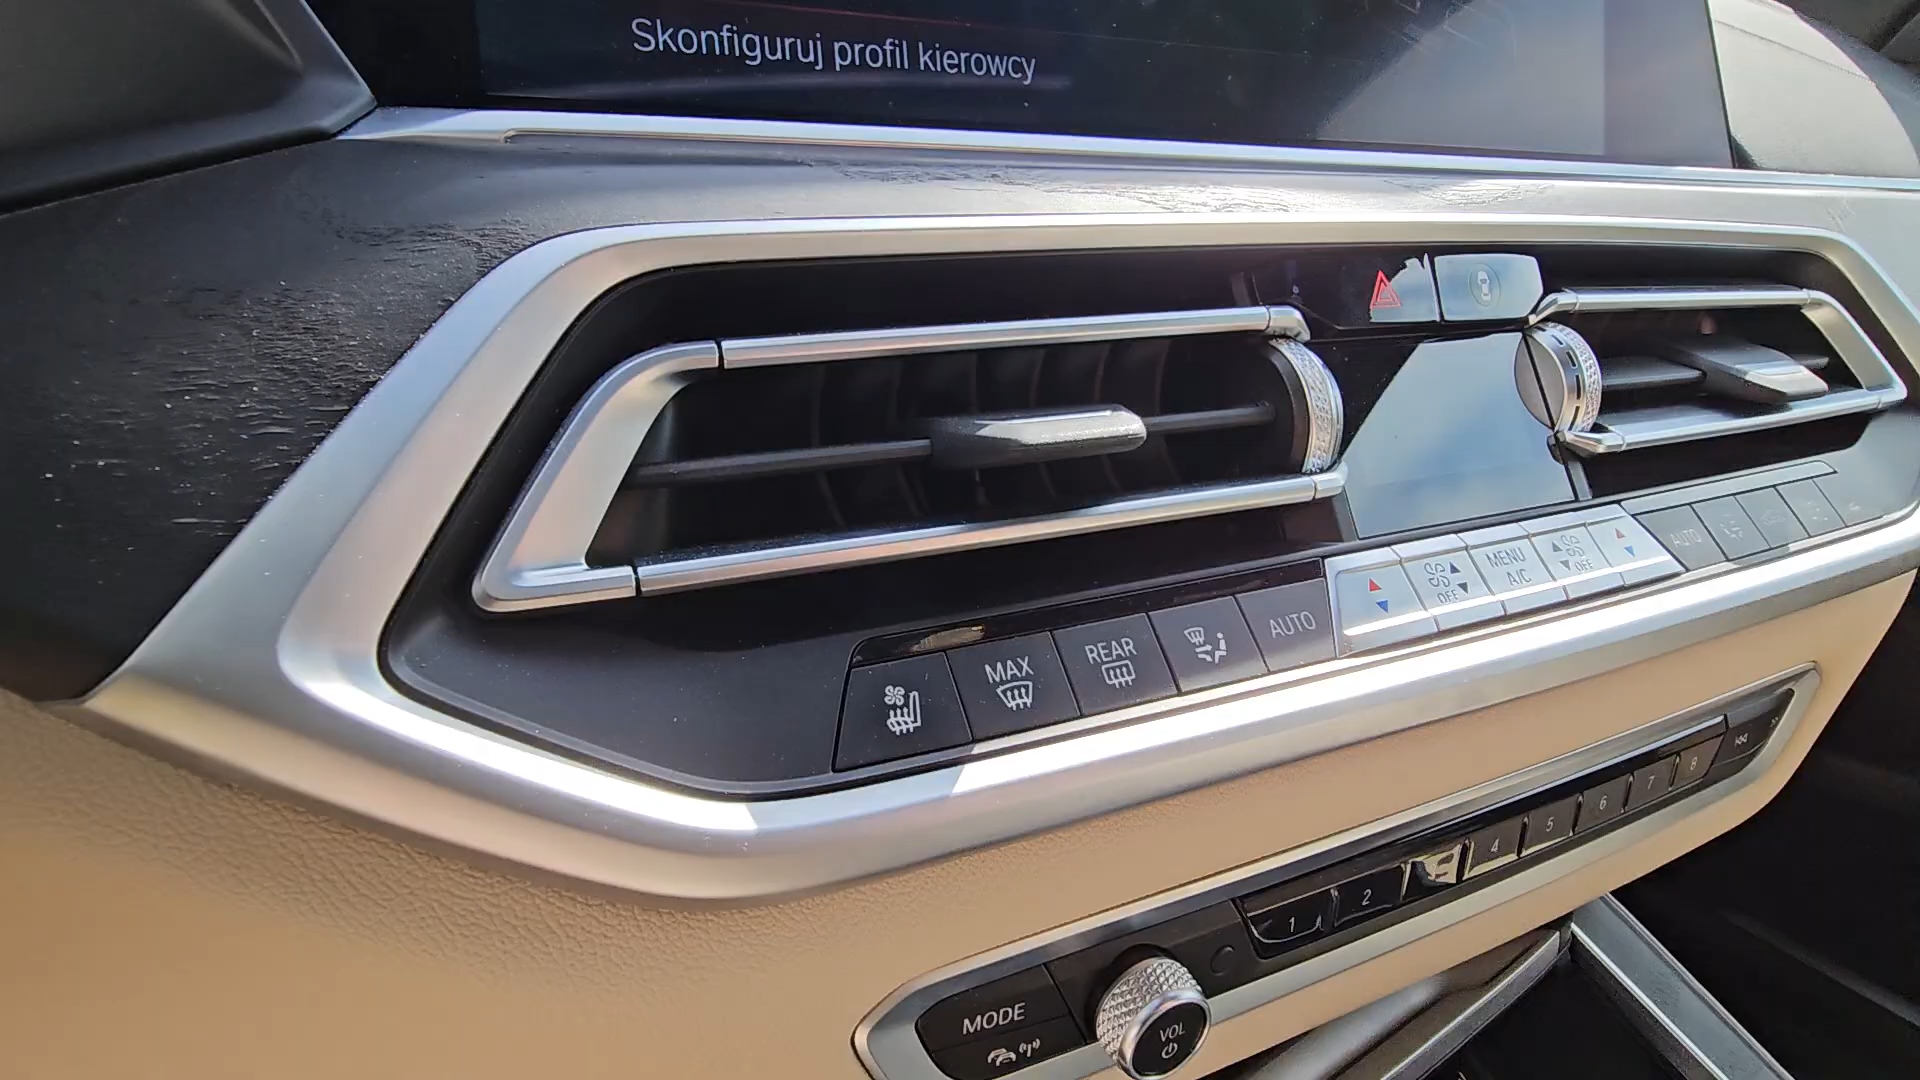 Skonfiguruj profil kierowcy
MAX
REAR
AUTO
OFF
MENU
A/C
OFF
AUTO
1
2
4
5
6
7
8
MODE
VOL